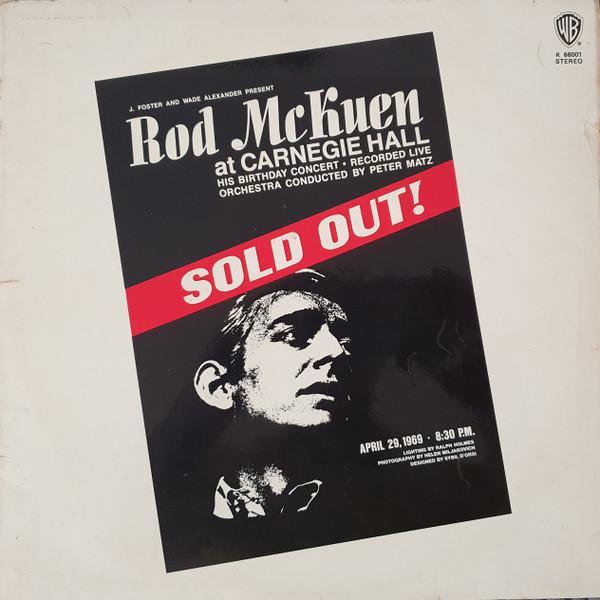 WB
K 66001
STEREO
J. FOSTER AND WADE ALEXANDER PRESENT
Rod McKuen
at CARNEGIE HALL
HIS BIRTHDAY CONCERT • RECORDED LIVE
ORCHESTRA CONDUCTED BY PETER MATZ
SOLD OUT!
APRIL 29, 1969 · 8:30 P.M.
LIGHTING BY RALPH HOLMES
PHOTOGRAPHY BY HELEN MILJAKOVICH
DESIGNED BY SYBIL D'ORSI